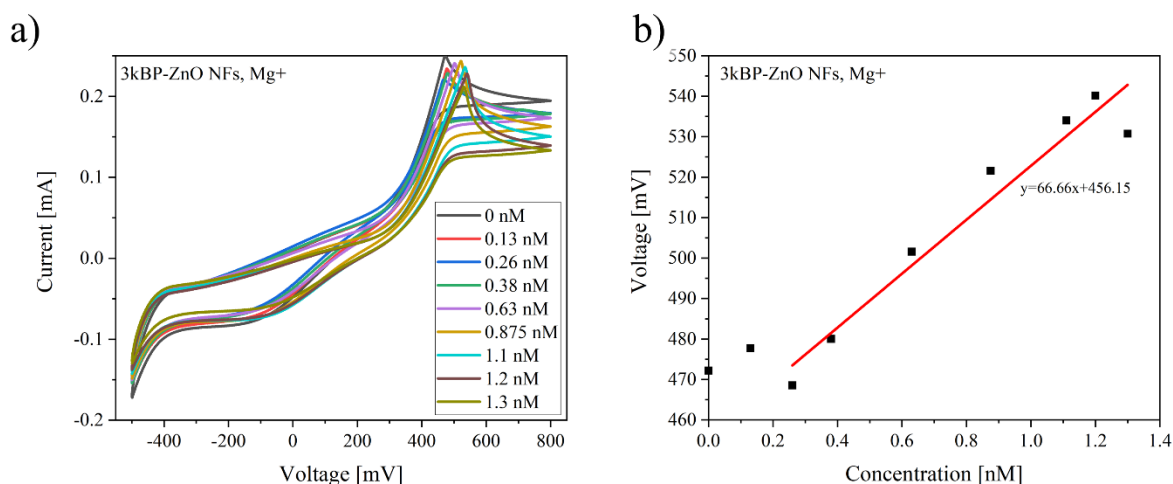 a)
3kBP-ZnO NFs, Mg+
0.2
0.1
0.0
-0.1
-0.2
Current [mA]
-400
-200
0
200
400
600
800
Voltage [mV]
0 nM
0.13 nM
0.26 nM
0.38 nM
0.63 nM
0.875 nM
1.1 nM
1.2 nM
1.3 nM
b)
3kBP-ZnO NFs, Mg+
550
540
530
520
510
500
490
480
470
460
Voltage [mV]
y=66.66x+456.15
0.0
0.2
0.4
0.6
0.8
1.0
1.2
1.4
Concentration [nM]